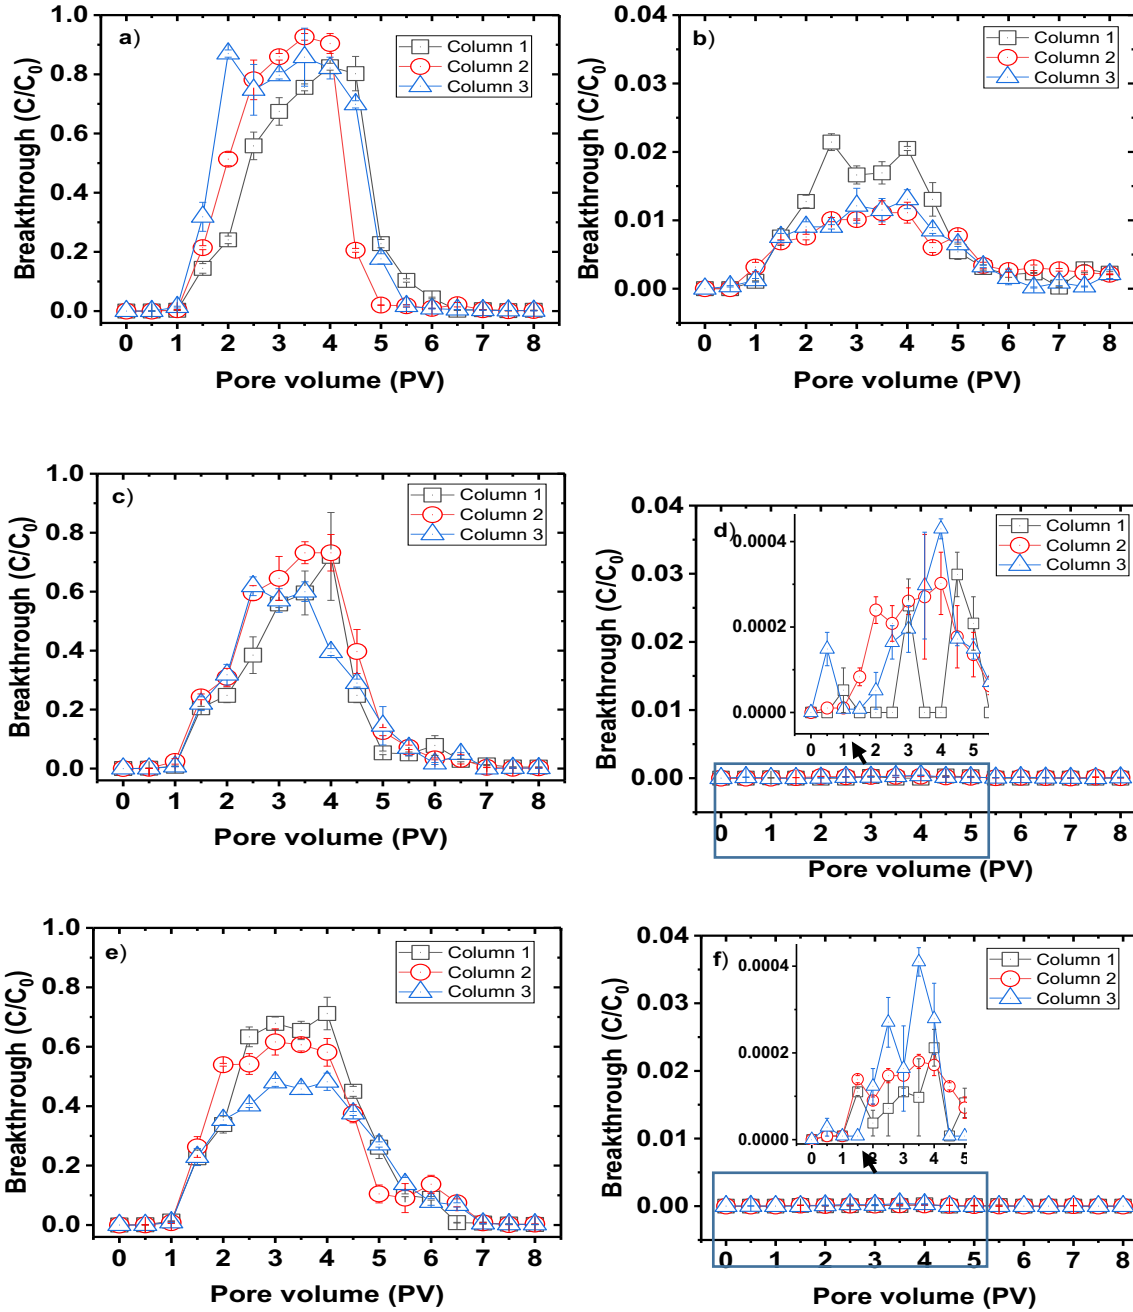 a)
Column 1
Column 2
Column 3
Breakthrough (C/C0)
1.0
0.8
0.6
0.4
0.2
0.0
0 1 2 3 4 5 6 7 8
Pore volume (PV)
b)
Column 1
Column 2
Column 3
Breakthrough (C/C0)
0.04
0.03
0.02
0.01
0.00
0 1 2 3 4 5 6 7 8
Pore volume (PV)
c)
Column 1
Column 2
Column 3
Breakthrough (C/C0)
1.0
0.8
0.6
0.4
0.2
0.0
0 1 2 3 4 5 6 7 8
Pore volume (PV)
d)
Column 1
Column 2
Column 3
Breakthrough (C/C0)
0.04
0.03
0.02
0.01
0.00
0.0004
0.0002
0.0000
0 1 2 3 4 5
0 1 2 3 4 5 6 7 8
Pore volume (PV)
e)
Column 1
Column 2
Column 3
Breakthrough (C/C0)
1.0
0.8
0.6
0.4
0.2
0.0
0 1 2 3 4 5 6 7 8
Pore volume (PV)
f)
Column 1
Column 2
Column 3
Breakthrough (C/C0)
0.04
0.03
0.02
0.01
0.00
0.0004
0.0002
0.0000
0 1 2 3 4 5
0 1 2 3 4 5 6 7 8
Pore volume (PV)